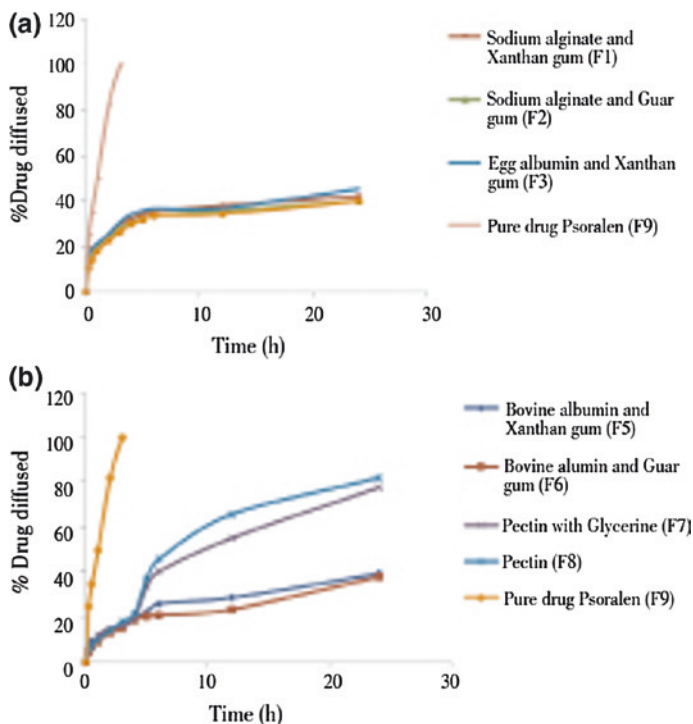 (a)
120
100
80
60
40
20
0
%Drug diffused
0
10
20
30
Time (h)
Sodium alginate and
Xanthan gum (F1)
Sodium alginate and Guar
gum (F2)
Egg albumin and Xanthan
gum (F3)
Pure drug Psoralen (F9)
(b)
120
100
80
60
40
20
0
% Drug diffused
0
10
20
30
Time (h)
Bovine albumin and
Xanthan gum (F5)
Bovine alumin and Guar
gum (F6)
Pectin with Glycerine (F7)
Pectin (F8)
Pure drug Psoralen (F9)